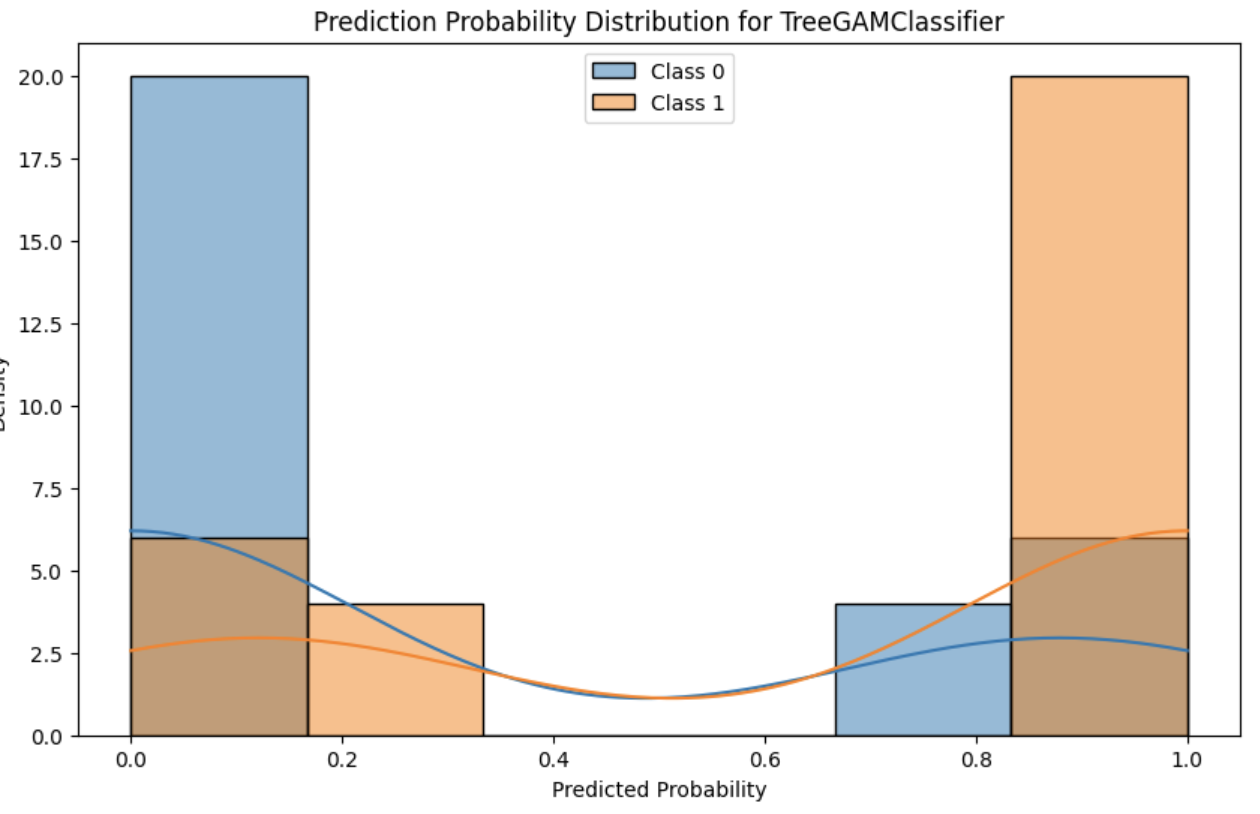 Prediction Probability Distribution for TreeGAMClassifier
Class 0
Class 1
20.0
17.5
15.0
12.5
10.0
7.5
5.0
2.5
0.0
Density
0.0 0.2 0.4 0.6 0.8 1.0
Predicted Probability